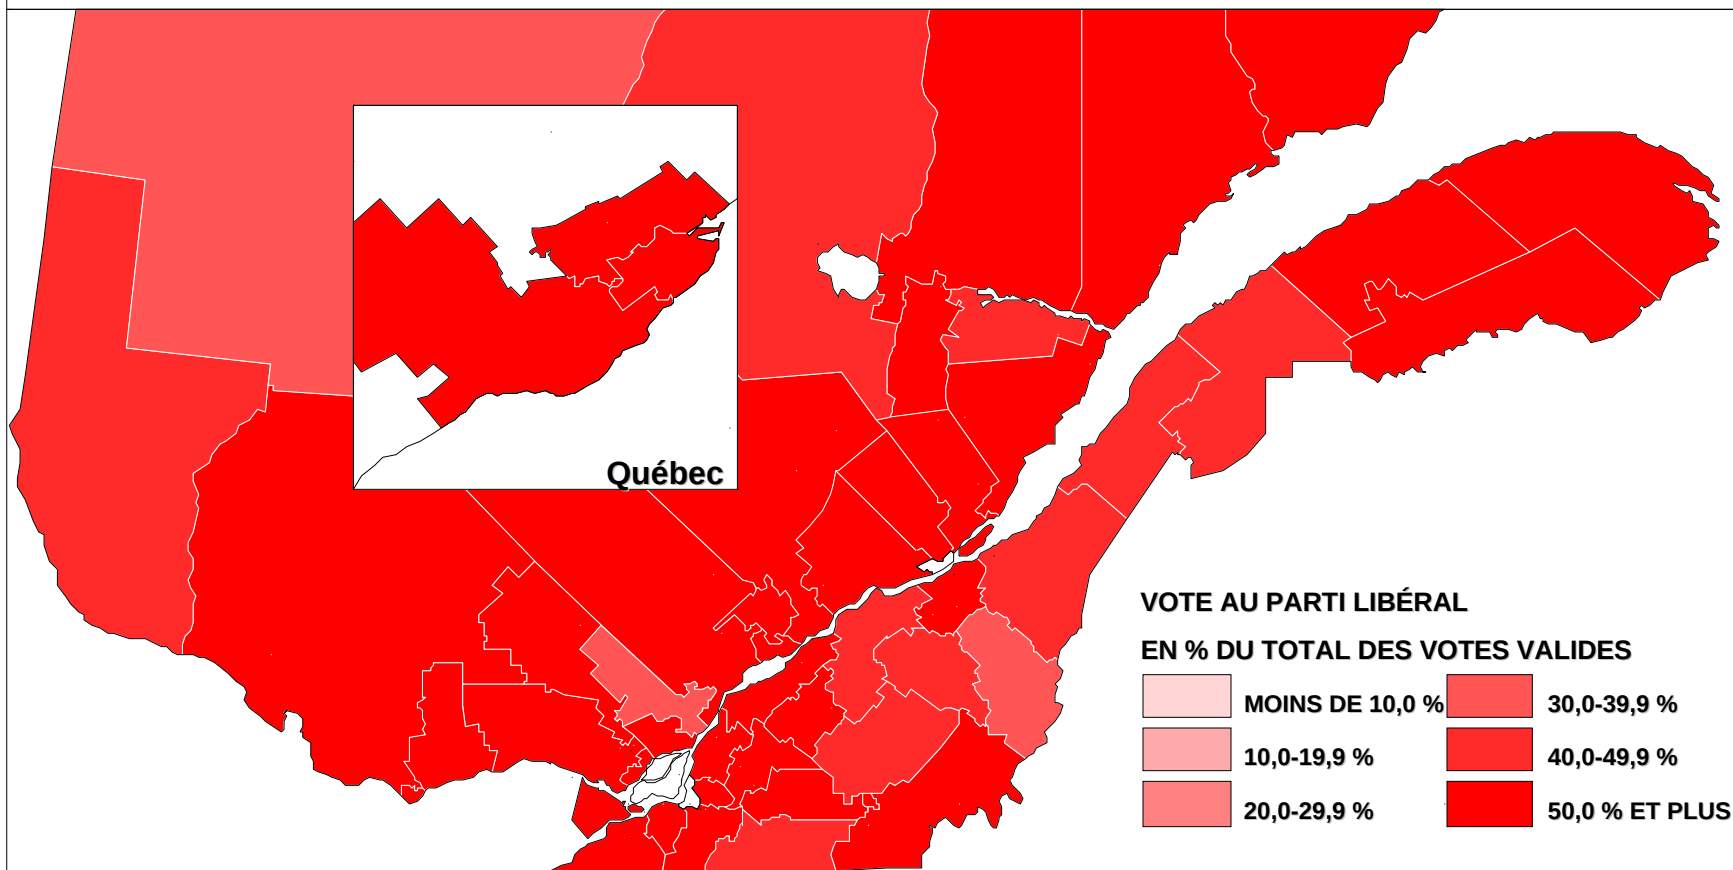 Québec
VOTE AU PARTI LIBÉRAL
EN % DU TOTAL DES VOTES VALIDES
MOINS DE 10,0 %
30,0-39,9 %
10,0-19,9 %
40,0-49,9 %
20,0-29,9 %
50,0 % ET PLUS